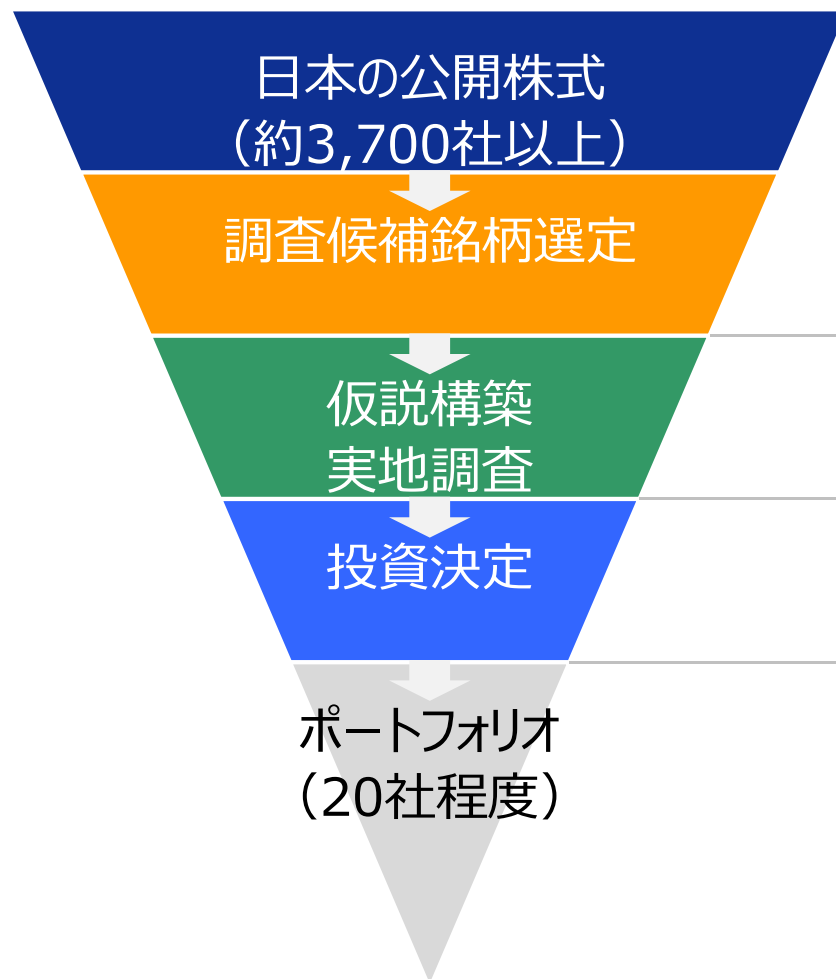 日本の公開株式
（約3,700社以上）
調査候補銘柄選定
仮説構築
実地調査
投資決定
ポートフォリオ
（20社程度）